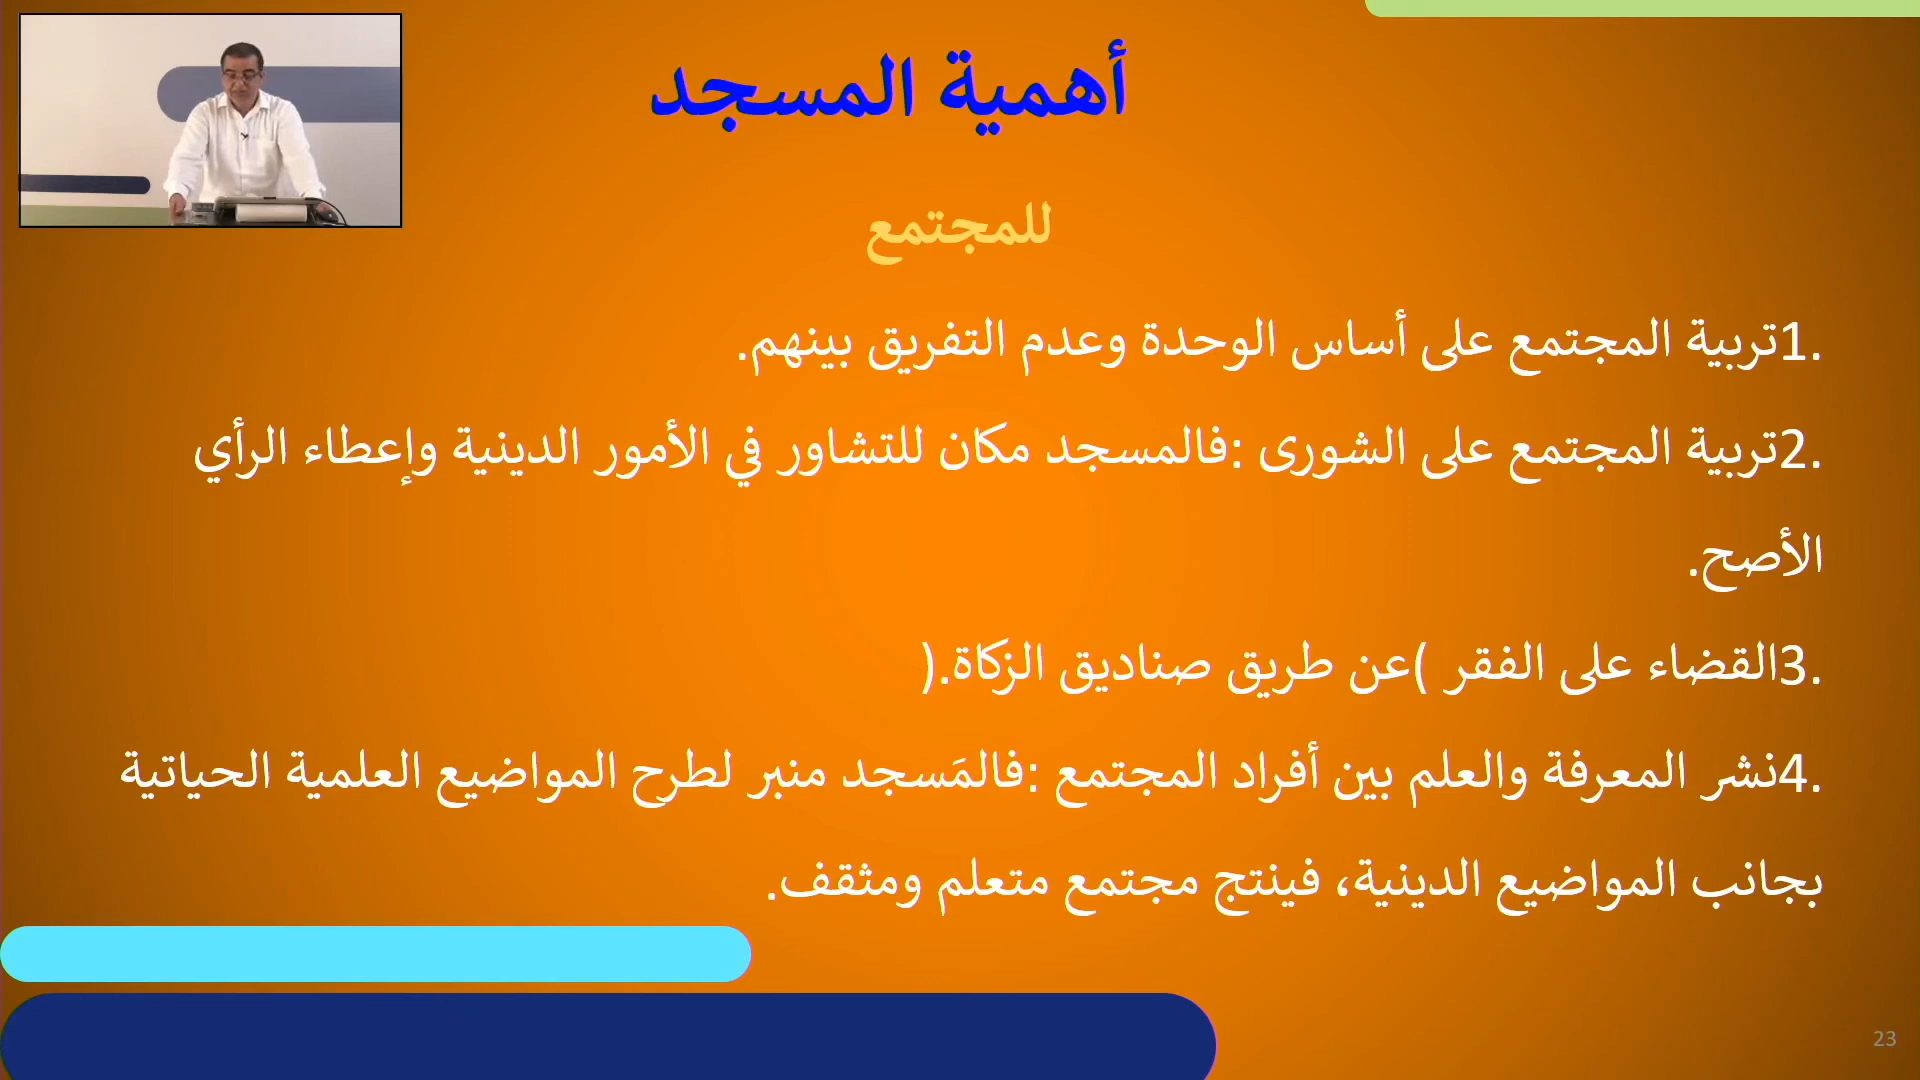 أهمية المسجد
للمجتمع
.1تربية المجتمع على أساس الوحدة وعدم التفريق بينهم.
.2تربية المجتمع على الشورى :فالمسجد مكان للتشاور في الأمور الدينية وإعطاء الرأي
الأصح.
.3القضاء على الفقر )عن طريق صناديق الزكاة.(
.4نشر المعرفة والعلم بين أفراد المجتمع :فالمَسجد منبر لطرح المواضيع العلمية الحياتية
بجانب المواضيع الدينية، فينتج مجتمع متعلم ومثقف.
23